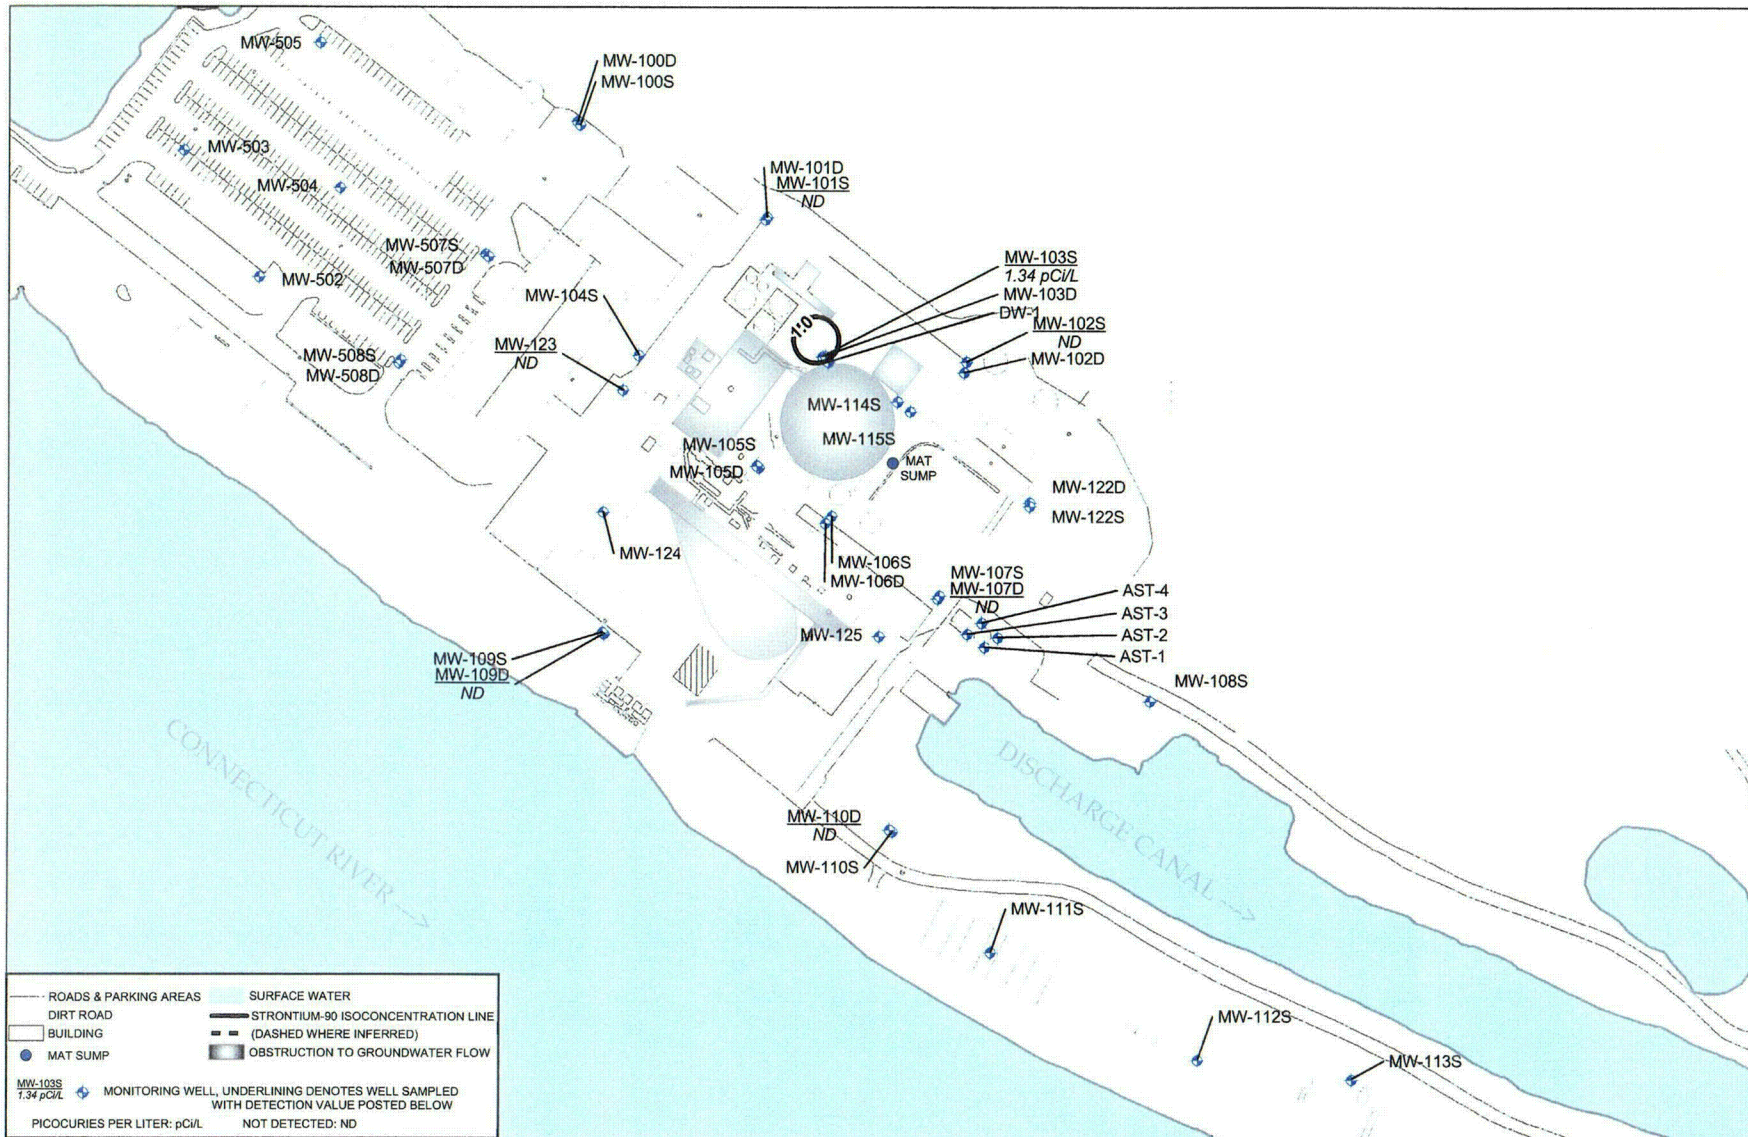 MW-505
MW-100D
MW-100S
MW-503
MW-504
MW-101D
MW-101S
ND
MW-507S
MW-507D
MW-502
MW-103S
1.34 pCi/L
MW-103D
DW-1
MW-102S
ND
MW-102D
MW-104S
1.0
MW-123
ND
MW-508S
MW-508D
MW-114S
MW-115S
MW-105S
MW-105D
MAT
SUMP
MW-122D
MW-122S
MW-124
MW-106S
MW-106D
MW-107S
MW-107D
ND
AST-4
AST-3
AST-2
AST-1
MW-125
MW-109S
MW-109D
ND
MW-108S
CONNECTICUT RIVER --->
DISCHARGE CANAL --->
MW-110D
ND
MW-110S
MW-111S
MW-112S
MW-113S
ROADS & PARKING AREAS
DIRT ROAD
BUILDING
MAT SUMP
SURFACE WATER
STRONTIUM-90 ISOCONCENTRATION LINE
(DASHED WHERE INFERRED)
OBSTRUCTION TO GROUNDWATER FLOW
MW-103S
1.34 pCi/L
MONITORING WELL, UNDERLINING DENOTES WELL SAMPLED
WITH DETECTION VALUE POSTED BELOW
PICOCURIES PER LITER: pCi/L NOT DETECTED: ND